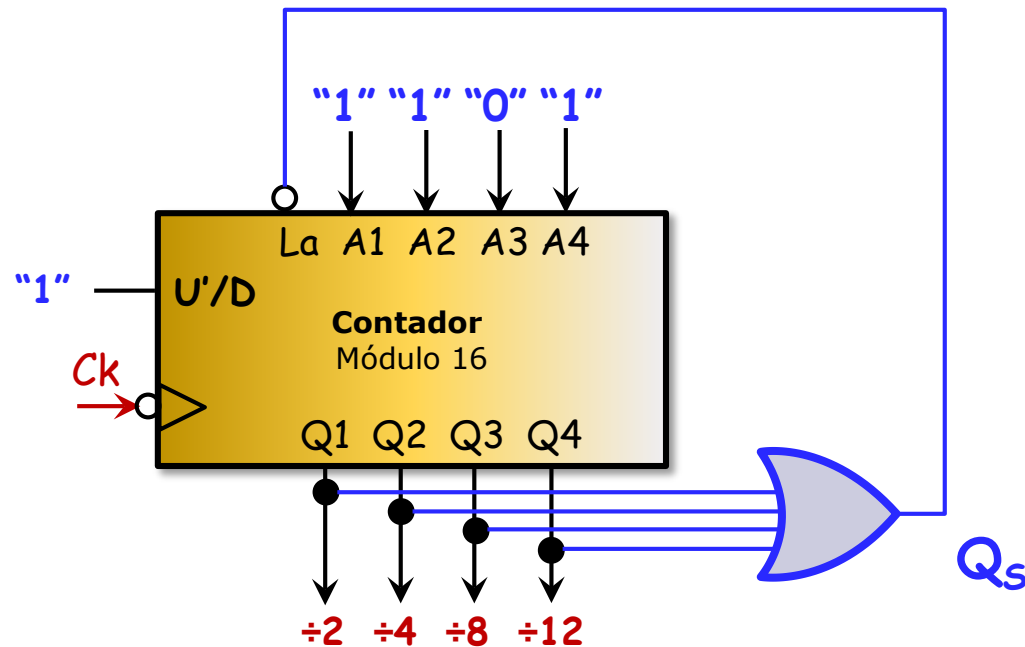 “1” “1” “0” “1”
La A1 A2 A3 A4
“1” U'/D
Contador
Módulo 16
Ck
Q1 Q2 Q3 Q4
Qs
÷2 ÷4 ÷8 ÷12